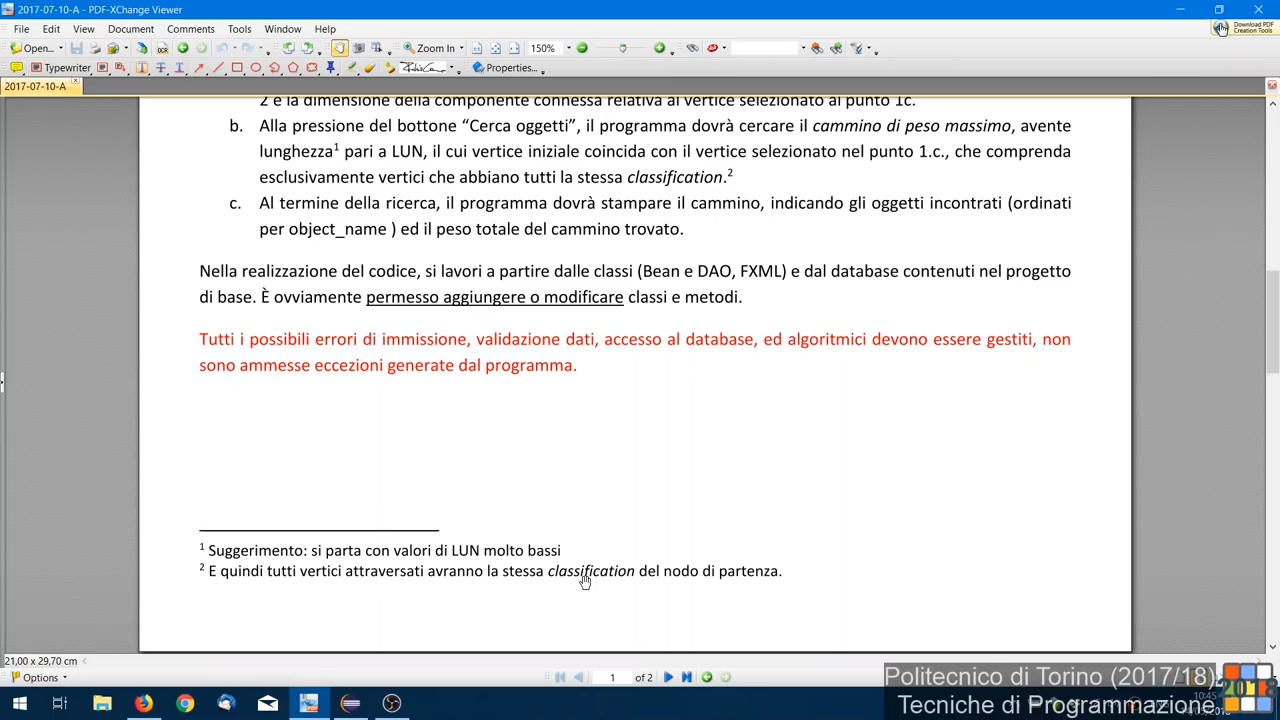 2017-07-10-A - PDF-XChange Viewer
File Edit View Document Comments Tools Window Help
Open... Zoom In 150% Download PDF Creation Tools
Typewriter Properties...
2017-07-10-A
2 e la dimensione della componente connessa relativa al vertice selezionato al punto 1c.
b. Alla pressione del bottone “Cerca oggetti”, il programma dovrà cercare il cammino di peso massimo, avente
lunghezza¹ pari a LUN, il cui vertice iniziale coincida con il vertice selezionato nel punto 1.c., che comprenda
esclusivamente vertici che abbiano tutti la stessa classification.²
c. Al termine della ricerca, il programma dovrà stampare il cammino, indicando gli oggetti incontrati (ordinati
per object_name ) ed il peso totale del cammino trovato.
Nella realizzazione del codice, si lavori a partire dalle classi (Bean e DAO, FXML) e dal database contenuti nel progetto
di base. È ovviamente permesso aggiungere o modificare classi e metodi.
Tutti i possibili errori di immissione, validazione dati, accesso al database, ed algoritmici devono essere gestiti, non
sono ammesse eccezioni generate dal programma.
¹ Suggerimento: si parta con valori di LUN molto bassi
² E quindi tutti vertici attraversati avranno la stessa classification del nodo di partenza.
21,00 x 29,70 cm
Options 1 of 2
Politecnico di Torino (2017/18)
2018
10:45
Tecniche di Programmazione